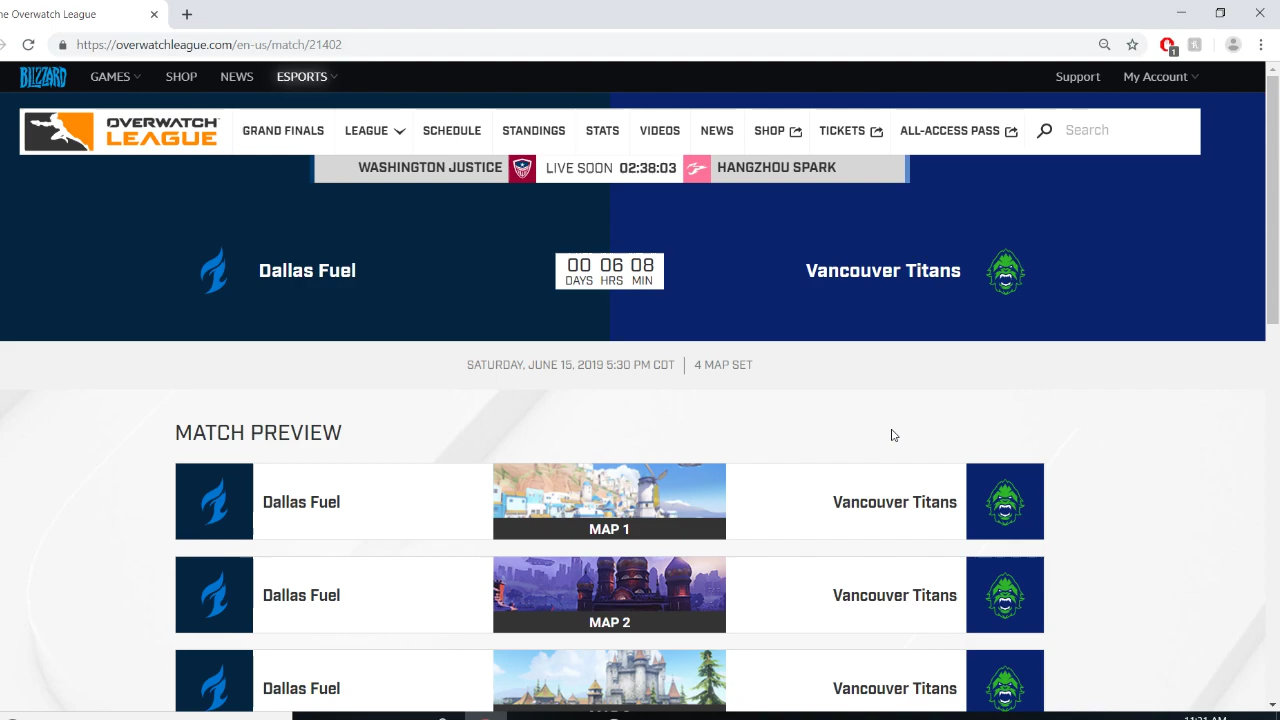 ne Overwatch League
https://overwatchleague.com/en-us/match/21402
1
BLIZZARD GAMES SHOP NEWS ESPORTS Support My Account
OVERWATCH
LEAGUE
GRAND FINALS LEAGUE SCHEDULE STANDINGS STATS VIDEOS NEWS SHOP TICKETS ALL-ACCESS PASS Search
WASHINGTON JUSTICE LIVE SOON 02:38:03 HANGZHOU SPARK
Dallas Fuel 00 06 08 Vancouver Titans
DAYS HRS MIN
SATURDAY, JUNE 15, 2019 5:30 PM CDT | 4 MAP SET
MATCH PREVIEW
Dallas Fuel Vancouver Titans
MAP 1
Dallas Fuel Vancouver Titans
MAP 2
Dallas Fuel Vancouver Titans